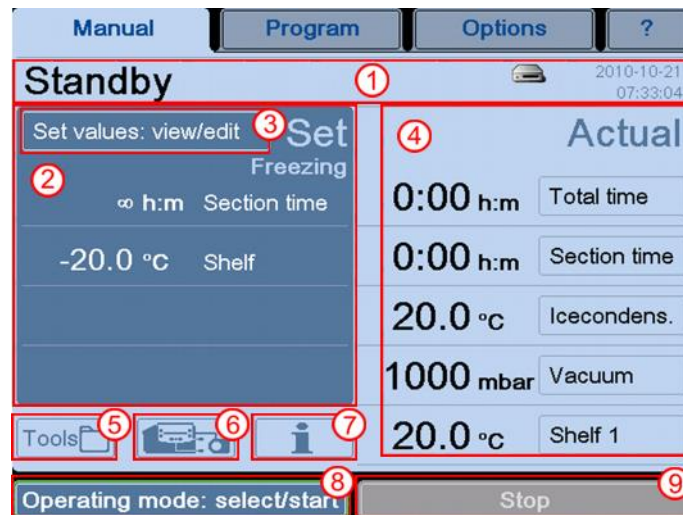 Manual Program Options ?
Standby 1 2010-10-21
07:33:04
Set values: view/edit 3 Set 4 Actual
2 Freezing
∞ h:m Section time 0:00 h:m Total time
-20.0 °C Shelf 0:00 h:m Section time
20.0 °C Icecondens.
1000 mbar Vacuum
Tools 5 6 i 7 20.0 °C Shelf 1
Operating mode: select/start 8 Stop 9